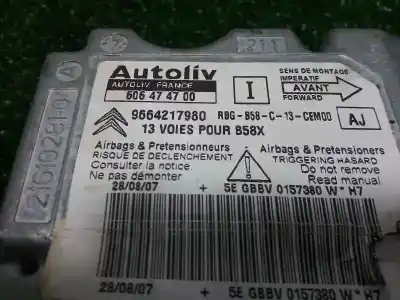 211
Autoliv
AUTOLIV FRANCE
606 47 47 00
I
SENS DE MONTAGE
IMPERATIF
AVANT
FORWARD
9664217980
RBG-B58-C-13-CEM00
13 VOIES POUR B58X
AJ
Airbags & Pretensionneurs
RISQUE DE DECLENCHEMENT
Consulter la notice
Ne pas démonter
Airbags & Pretensioners
TRIGGERING HASARD
Do not remove
Read manual
28/08/07 + 5E GBBV 0157380 W* H7
28/08/07 + 5E GBBV 0157380 W* H7
A